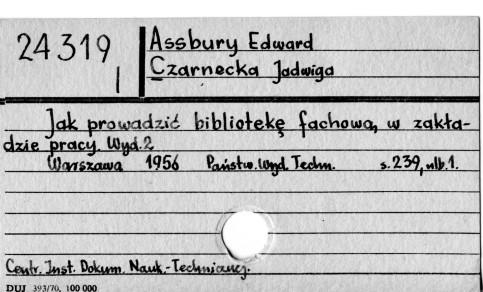 24319,
Assbury Edward
Czarnecka Jadwiga
Jak prowadzić bibliotekę fachową, w zakła-
dzie pracy. Wyd.2
Warszawa 1956 Państw. Wyd. Techn. s.239, nlb.1.
Centr. Inst. Dokum. Nauk.-Technicznej.
DUJ 393/70, 100 000